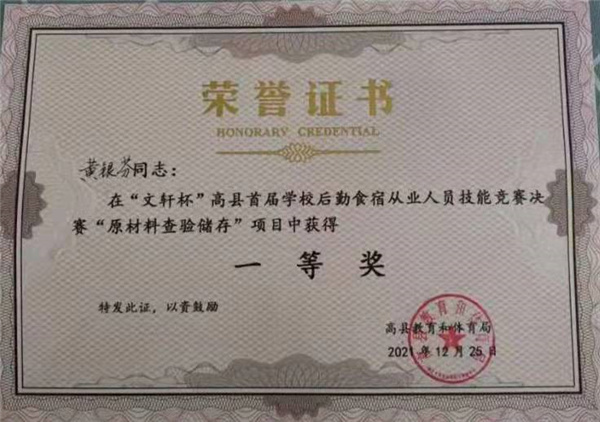 荣誉证书
HONORARY CREDENTIAL
黄银芬同志：
在“文轩杯”高县首届学校后勤食宿从业人员技能竞赛决
赛“原材料查验储存”项目中获得
一等奖
特发此证，以资鼓励
高县教育和体育局
2021年12月25日